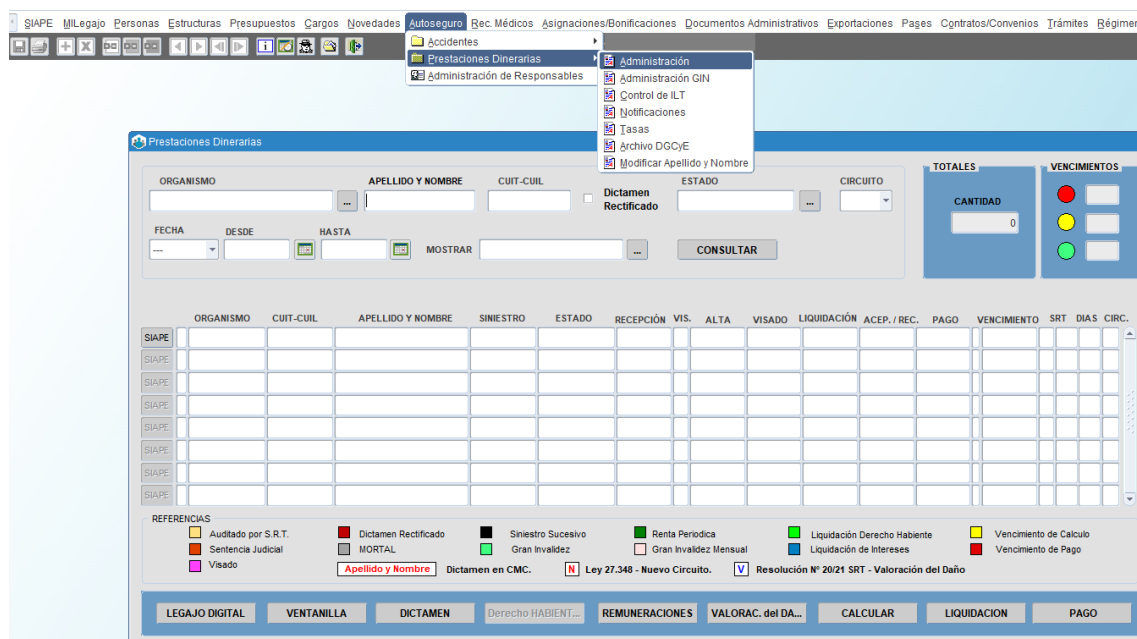 SIAPE MILegajo Personas Estructuras Presupuestos Cargos Novedades Autoseguro Rec. Médicos Asignaciones/Bonificaciones Documentos Administrativos Exportaciones Pases Contratos/Convenios Trámites Régimen
Accidentes
Prestaciones Dinerarias
Administración de Responsables
Administración
Administración GIN
Control de ILT
Notificaciones
Tasas
Archivo DGCyE
Modificar Apellido y Nombre
Prestaciones Dinerarias
ORGANISMO APELLIDO Y NOMBRE CUIT-CUIL Dictamen Rectificado ESTADO CIRCUITO
... ...
FECHA DESDE HASTA
--- MOSTRAR ... CONSULTAR
TOTALES
CANTIDAD
0
VENCIMIENTOS
ORGANISMO CUIT-CUIL APELLIDO Y NOMBRE SINIESTRO ESTADO RECEPCIÓN VIS. ALTA VISADO LIQUIDACIÓN ACEP. / REC. PAGO VENCIMIENTO SRT DIAS CIRC.
SIAPE
SIAPE
SIAPE
SIAPE
SIAPE
SIAPE
SIAPE
SIAPE
REFERENCIAS
Auditado por S.R.T. Dictamen Rectificado Siniestro Sucesivo Renta Periodica Liquidación Derecho Habiente Vencimiento de Calculo
Sentencia Judicial MORTAL Gran Invalidez Gran Invalidez Mensual Liquidación de Intereses Vencimiento de Pago
Visado Apellido y Nombre Dictamen en CMC. N Ley 27.348 - Nuevo Circuito. V Resolución Nº 20/21 SRT - Valoración del Daño
LEGAJO DIGITAL VENTANILLA DICTAMEN Derecho HABIENT... REMUNERACIONES VALORAC. del DA... CALCULAR LIQUIDACION PAGO